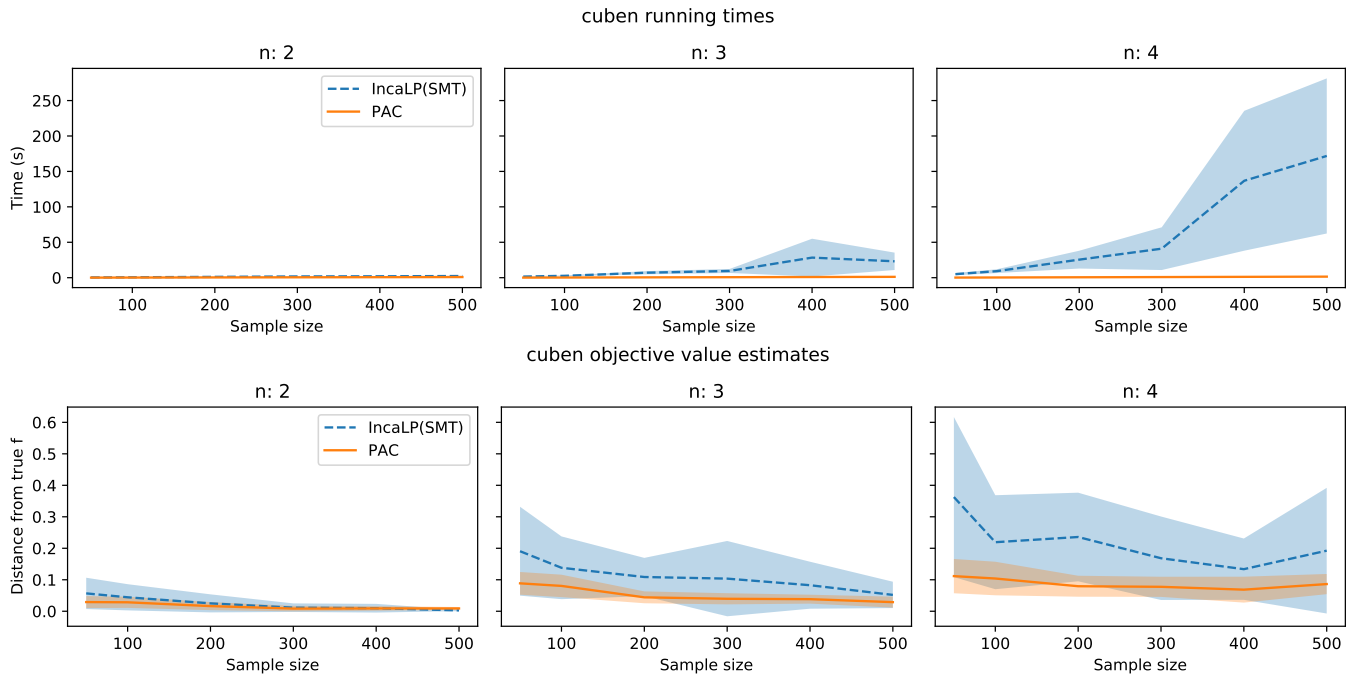 cuben running times
n: 2
n: 3
n: 4
IncaLP(SMT)
PAC
Time (s)
250
200
150
100
50
0
100 200 300 400 500
100 200 300 400 500
100 200 300 400 500
Sample size
Sample size
Sample size
cuben objective value estimates
n: 2
n: 3
n: 4
IncaLP(SMT)
PAC
Distance from true f
0.6
0.5
0.4
0.3
0.2
0.1
0.0
100 200 300 400 500
100 200 300 400 500
100 200 300 400 500
Sample size
Sample size
Sample size